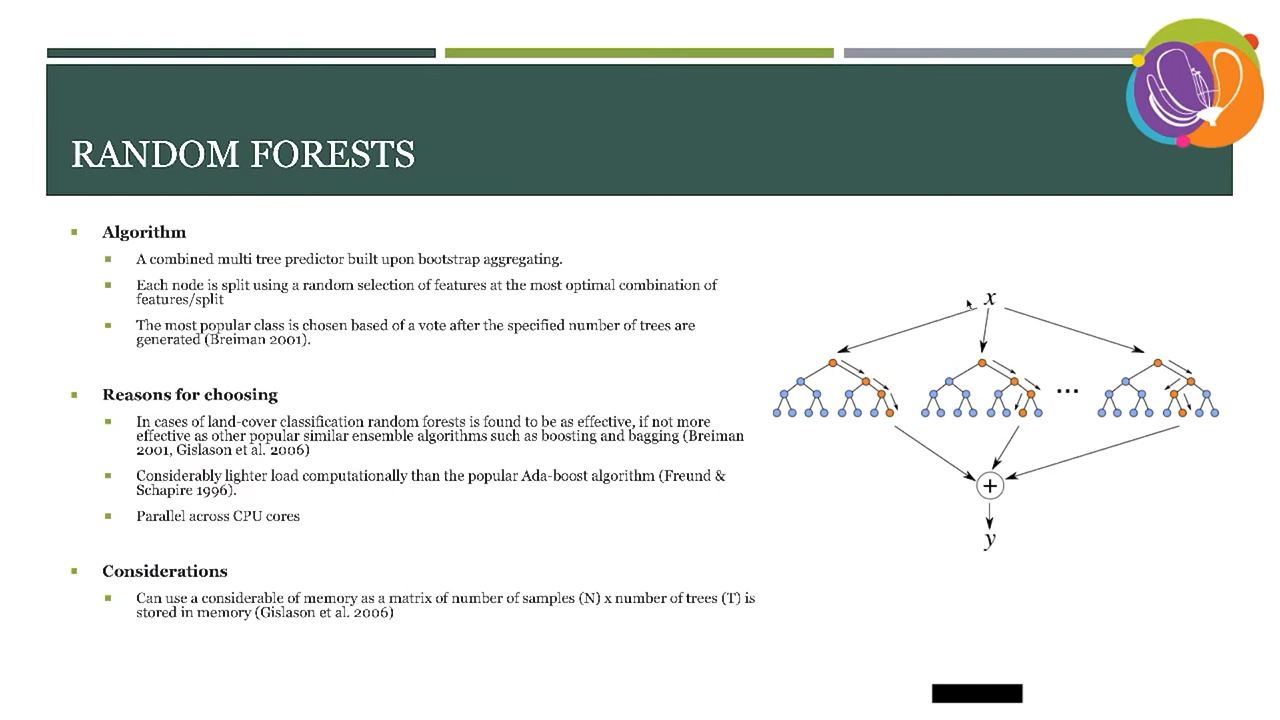 RANDOM FORESTS
Algorithm
A combined multi tree predictor built upon bootstrap aggregating.
Each node is split using a random selection of features at the most optimal combination of
features/split
The most popular class is chosen based of a vote after the specified number of trees are
generated (Breiman 2001).
Reasons for choosing
In cases of land-cover classification random forests is found to be as effective, if not more
effective as other popular similar ensemble algorithms such as boosting and bagging (Breiman
2001, Gislason et al. 2006)
Considerably lighter load computationally than the popular Ada-boost algorithm (Freund &
Schapire 1996).
Parallel across CPU cores
Considerations
Can use a considerable of memory as a matrix of number of samples (N) x number of trees (T) is
stored in memory (Gislason et al. 2006)
x
...
+
y